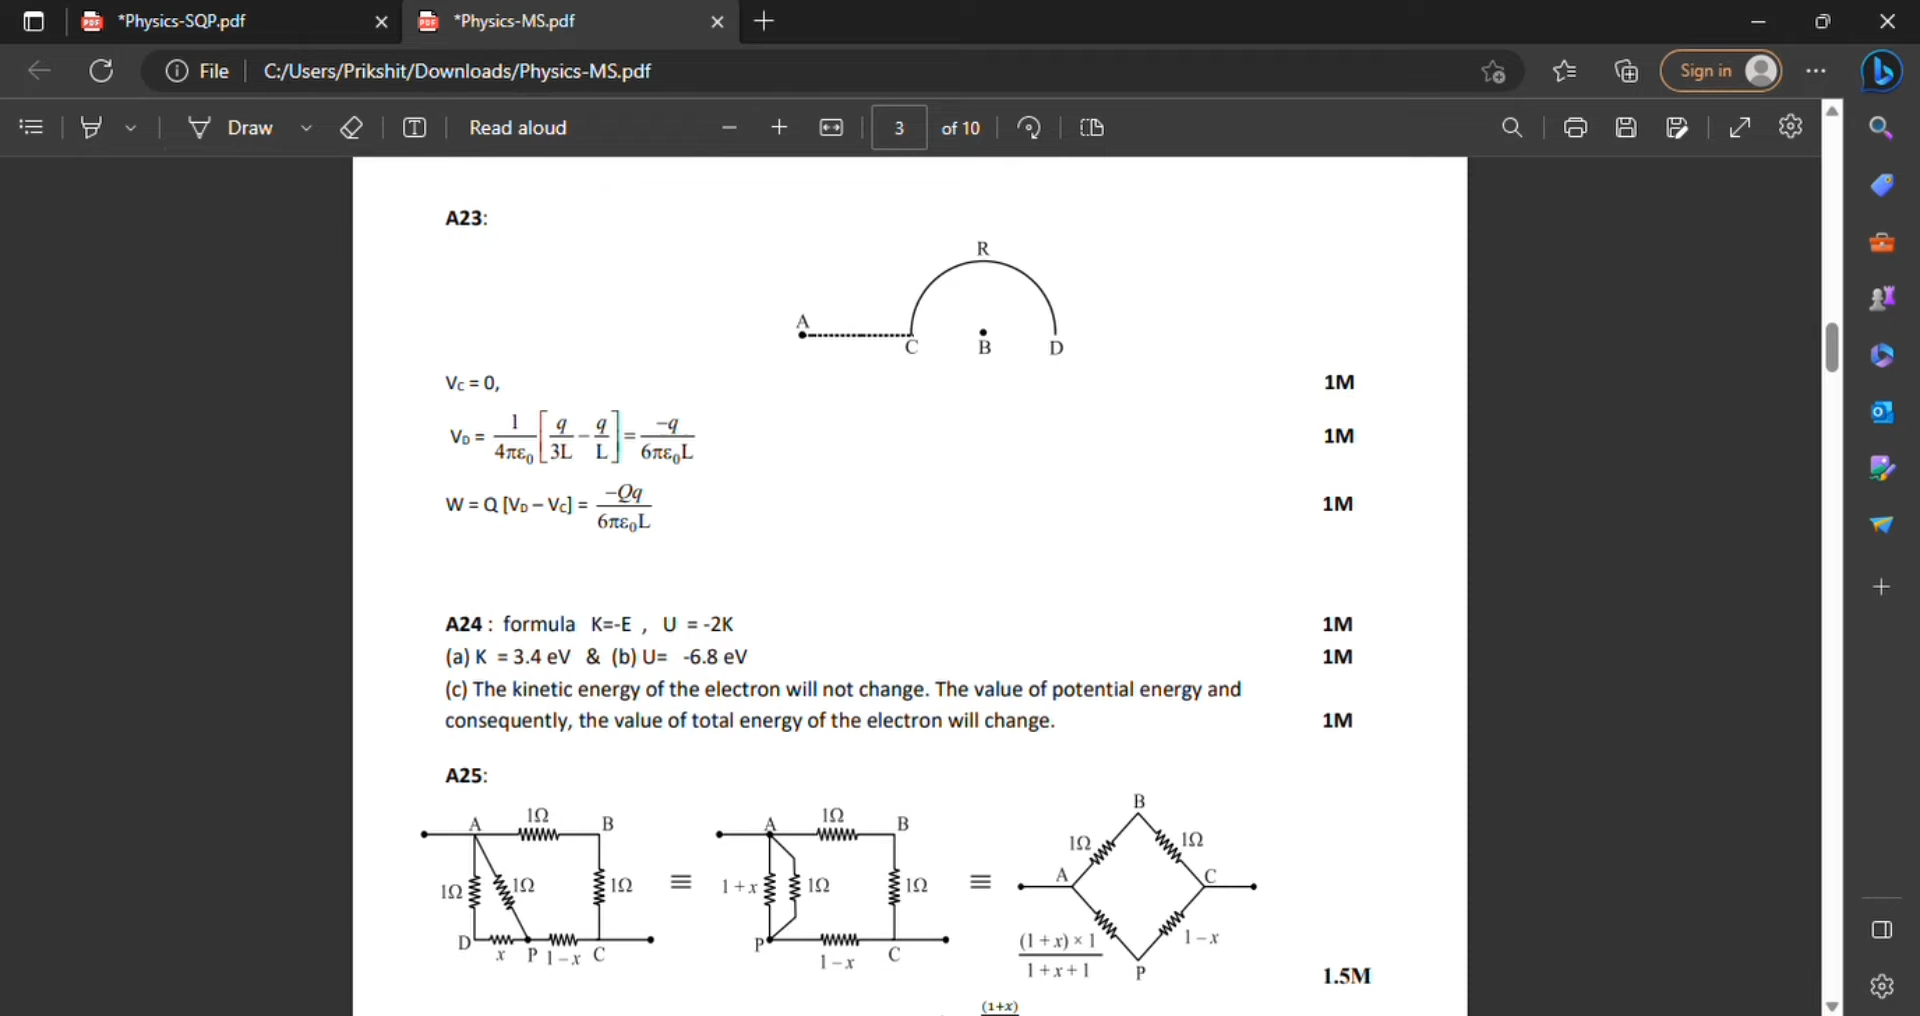 *Physics-SQP.pdf
*Physics-MS.pdf
File
C:/Users/Prikshit/Downloads/Physics-MS.pdf
Sign in
Draw
Read aloud
3 of 10
A23:
R
A
C B D
Vc = 0, 1M
VD = 1/4πε₀ [q/3L − q/L] = −q/6πε₀L 1M
W = Q [VD – Vc] = −Qq/6πε₀L 1M
A24 : formula K=-E , U = -2K 1M
(a) K = 3.4 eV & (b) U= -6.8 eV 1M
(c) The kinetic energy of the electron will not change. The value of potential energy and
consequently, the value of total energy of the electron will change. 1M
A25:
A 1Ω B
1Ω 1Ω 1Ω
D x P 1−x C
≡
A 1Ω B
1+x 1Ω 1Ω
P 1−x C
≡
B
1Ω 1Ω
A C
(1+x)×1/1+x+1 1−x
P
1.5M
(1+x)